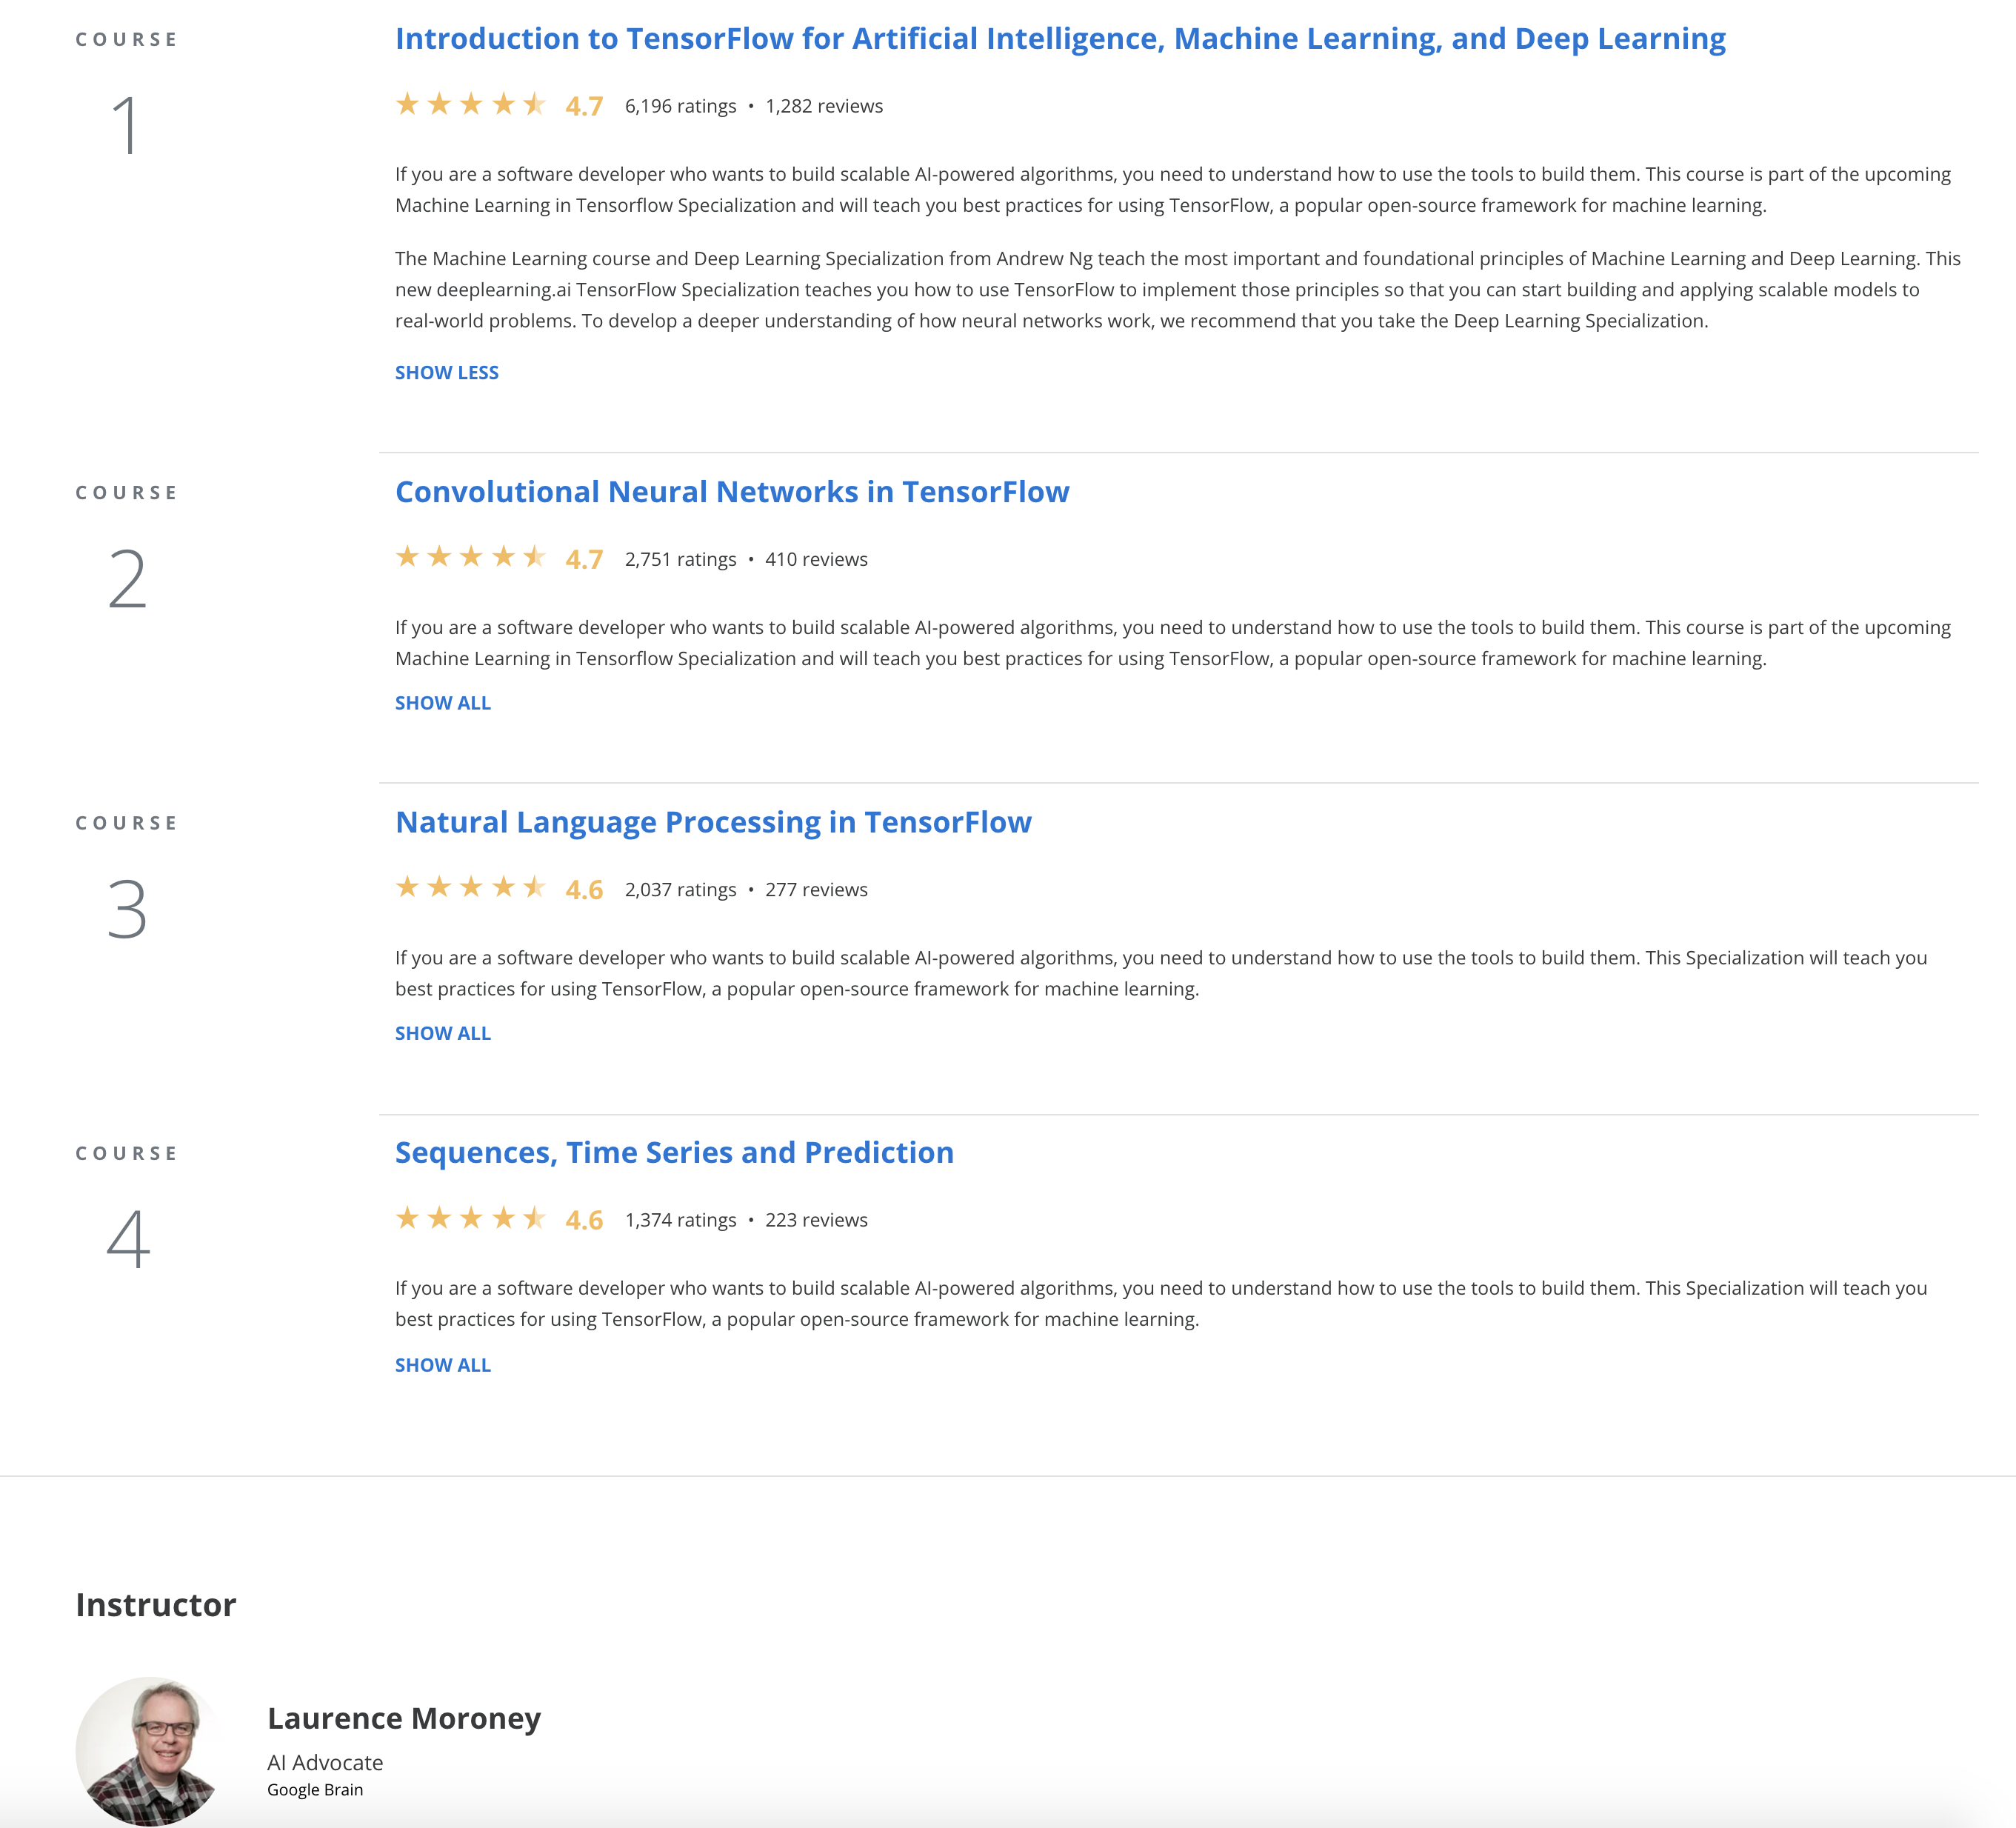 COURSE
1
Introduction to TensorFlow for Artificial Intelligence, Machine Learning, and Deep Learning
4.7 6,196 ratings • 1,282 reviews
If you are a software developer who wants to build scalable AI-powered algorithms, you need to understand how to use the tools to build them. This course is part of the upcoming
Machine Learning in Tensorflow Specialization and will teach you best practices for using TensorFlow, a popular open-source framework for machine learning.
The Machine Learning course and Deep Learning Specialization from Andrew Ng teach the most important and foundational principles of Machine Learning and Deep Learning. This
new deeplearning.ai TensorFlow Specialization teaches you how to use TensorFlow to implement those principles so that you can start building and applying scalable models to
real-world problems. To develop a deeper understanding of how neural networks work, we recommend that you take the Deep Learning Specialization.
SHOW LESS
COURSE
2
Convolutional Neural Networks in TensorFlow
4.7 2,751 ratings • 410 reviews
If you are a software developer who wants to build scalable AI-powered algorithms, you need to understand how to use the tools to build them. This course is part of the upcoming
Machine Learning in Tensorflow Specialization and will teach you best practices for using TensorFlow, a popular open-source framework for machine learning.
SHOW ALL
COURSE
3
Natural Language Processing in TensorFlow
4.6 2,037 ratings • 277 reviews
If you are a software developer who wants to build scalable AI-powered algorithms, you need to understand how to use the tools to build them. This Specialization will teach you
best practices for using TensorFlow, a popular open-source framework for machine learning.
SHOW ALL
COURSE
4
Sequences, Time Series and Prediction
4.6 1,374 ratings • 223 reviews
If you are a software developer who wants to build scalable AI-powered algorithms, you need to understand how to use the tools to build them. This Specialization will teach you
best practices for using TensorFlow, a popular open-source framework for machine learning.
SHOW ALL
Instructor
Laurence Moroney
AI Advocate
Google Brain